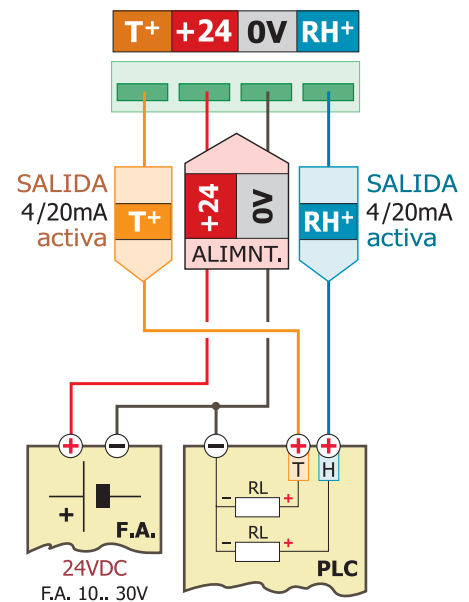 T+ +24 0V RH+
SALIDA
4/20mA
activa
T+
+24
0V
ALIMNT.
RH+
SALIDA
4/20mA
activa
+ −
− + +
T H
+
F.A.
24VDC
F.A. 10.. 30V
RL
− +
RL
− +
PLC